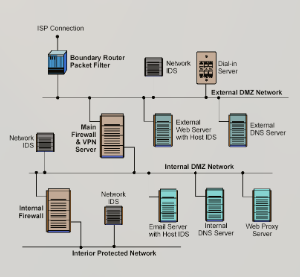 ISP Connection
Boundary Router
Packet Filter
Network
IDS
Dial-in
Server
External DMZ Network
Main
Firewall
& VPN
Server
External
Web Server
with Host IDS
External
DNS Server
Network
IDS
Internal DMZ Network
Internal
Firewall
Network
IDS
Email Server
with Host IDS
Internal
DNS Server
Web Proxy
Server
Interior Protected Network